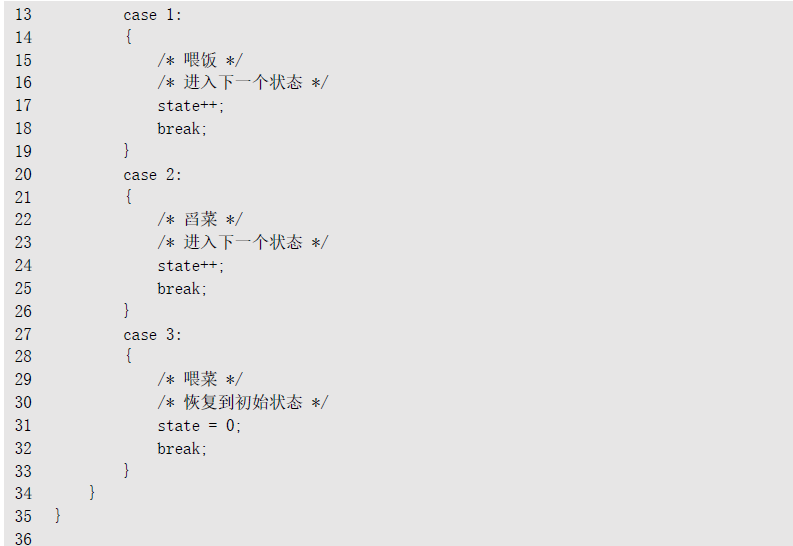 13 case 1:
14 {
15 /* 喂饭 */
16 /* 进入下一个状态 */
17 state++;
18 break;
19 }
20 case 2:
21 {
22 /* 舀菜 */
23 /* 进入下一个状态 */
24 state++;
25 break;
26 }
27 case 3:
28 {
29 /* 喂菜 */
30 /* 恢复到初始状态 */
31 state = 0;
32 break;
33 }
34 }
35 }
36